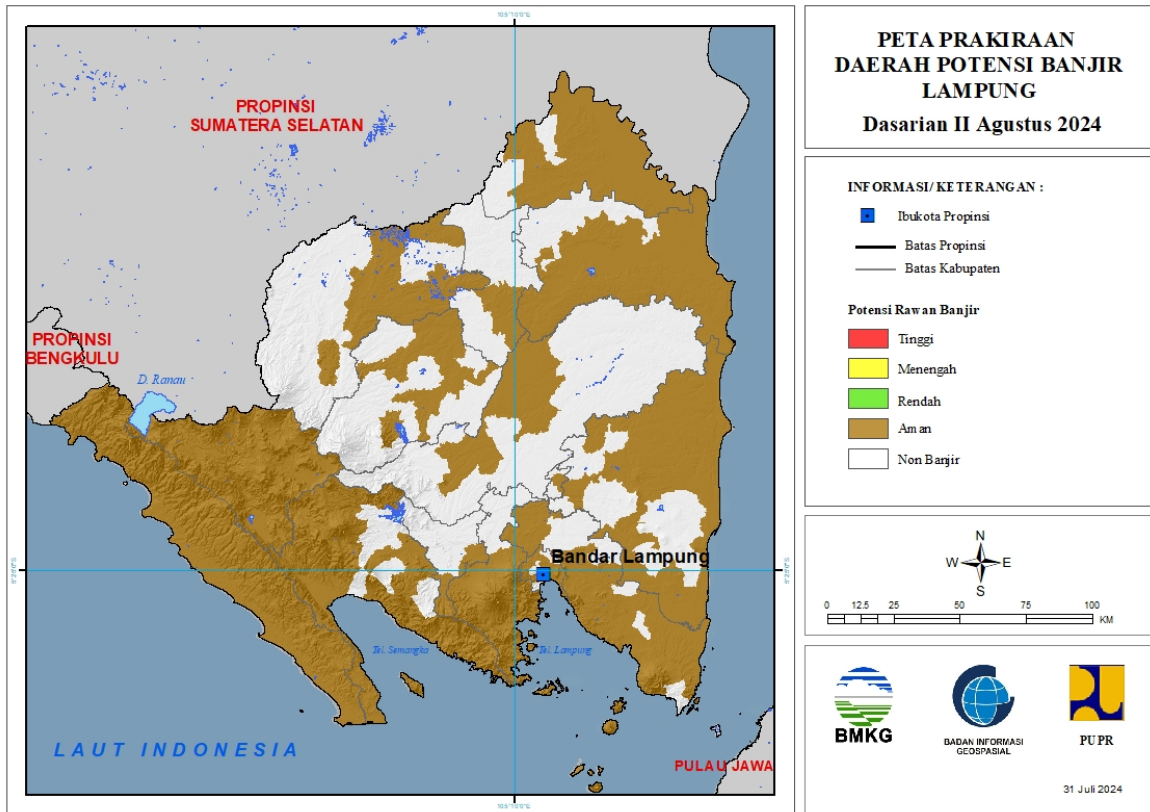 PETA PRAKIRAAN
DAERAH POTENSI BANJIR
LAMPUNG
Dasarian II Agustus 2024
INFORMASI/KETERANGAN :
Ibukota Propinsi
Batas Propinsi
Batas Kabupaten
Potensi Rawan Banjir
Tinggi
Menengah
Rendah
Aman
Non Banjir
N
W E
S
0 12.5 25 50 75 100
KM
BMKG
BADAN INFORMASI
GEOSPASIAL
PUPR
31 Juli 2024
PROPINSI
SUMATERA SELATAN
PROPINSI
BENGKULU
D. Ranau
Bandar Lampung
Tel. Semangka
Tel. Lampung
LAUT INDONESIA
PULAU JAWA